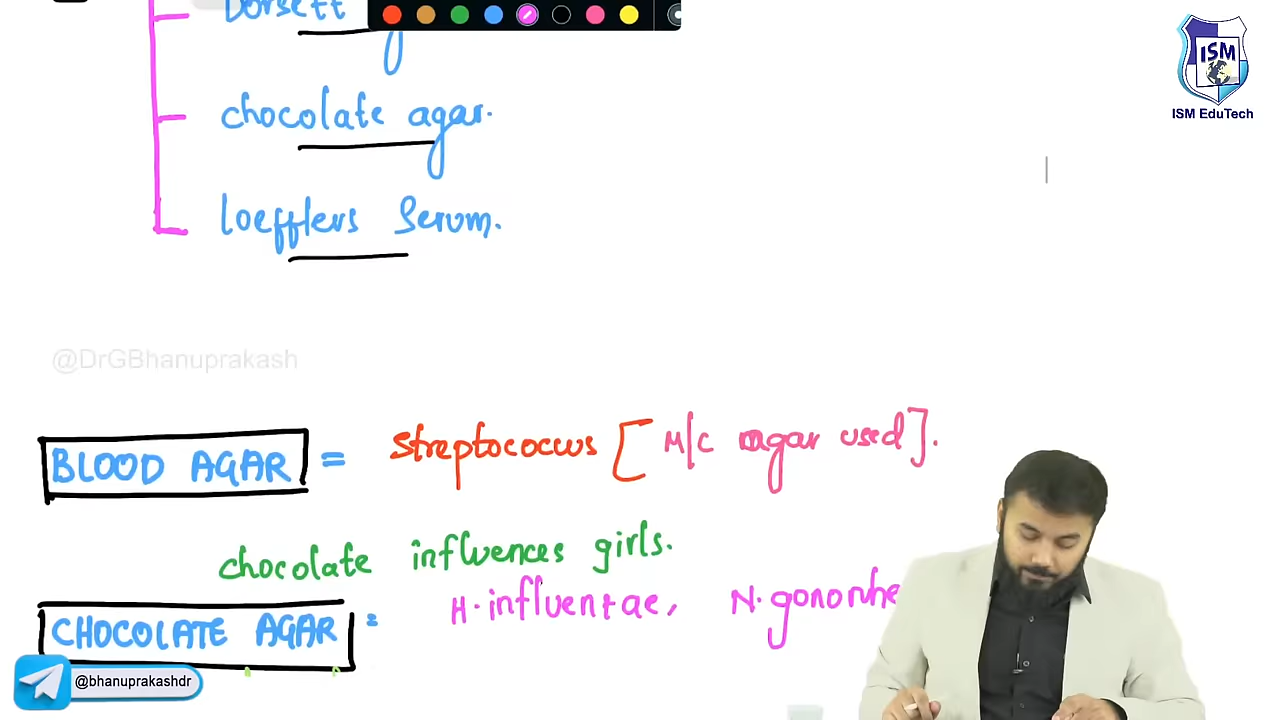 Dorsett
ISM
ISM EduTech
chocolate agar.
loefflers Serum.
@DrGBhanuprakash
BLOOD AGAR = streptococcus [M/C agar used].
chocolate influences girls.
CHOCOLATE AGAR = H. influentae, N. gonorrhe
@bhanuprakashdr